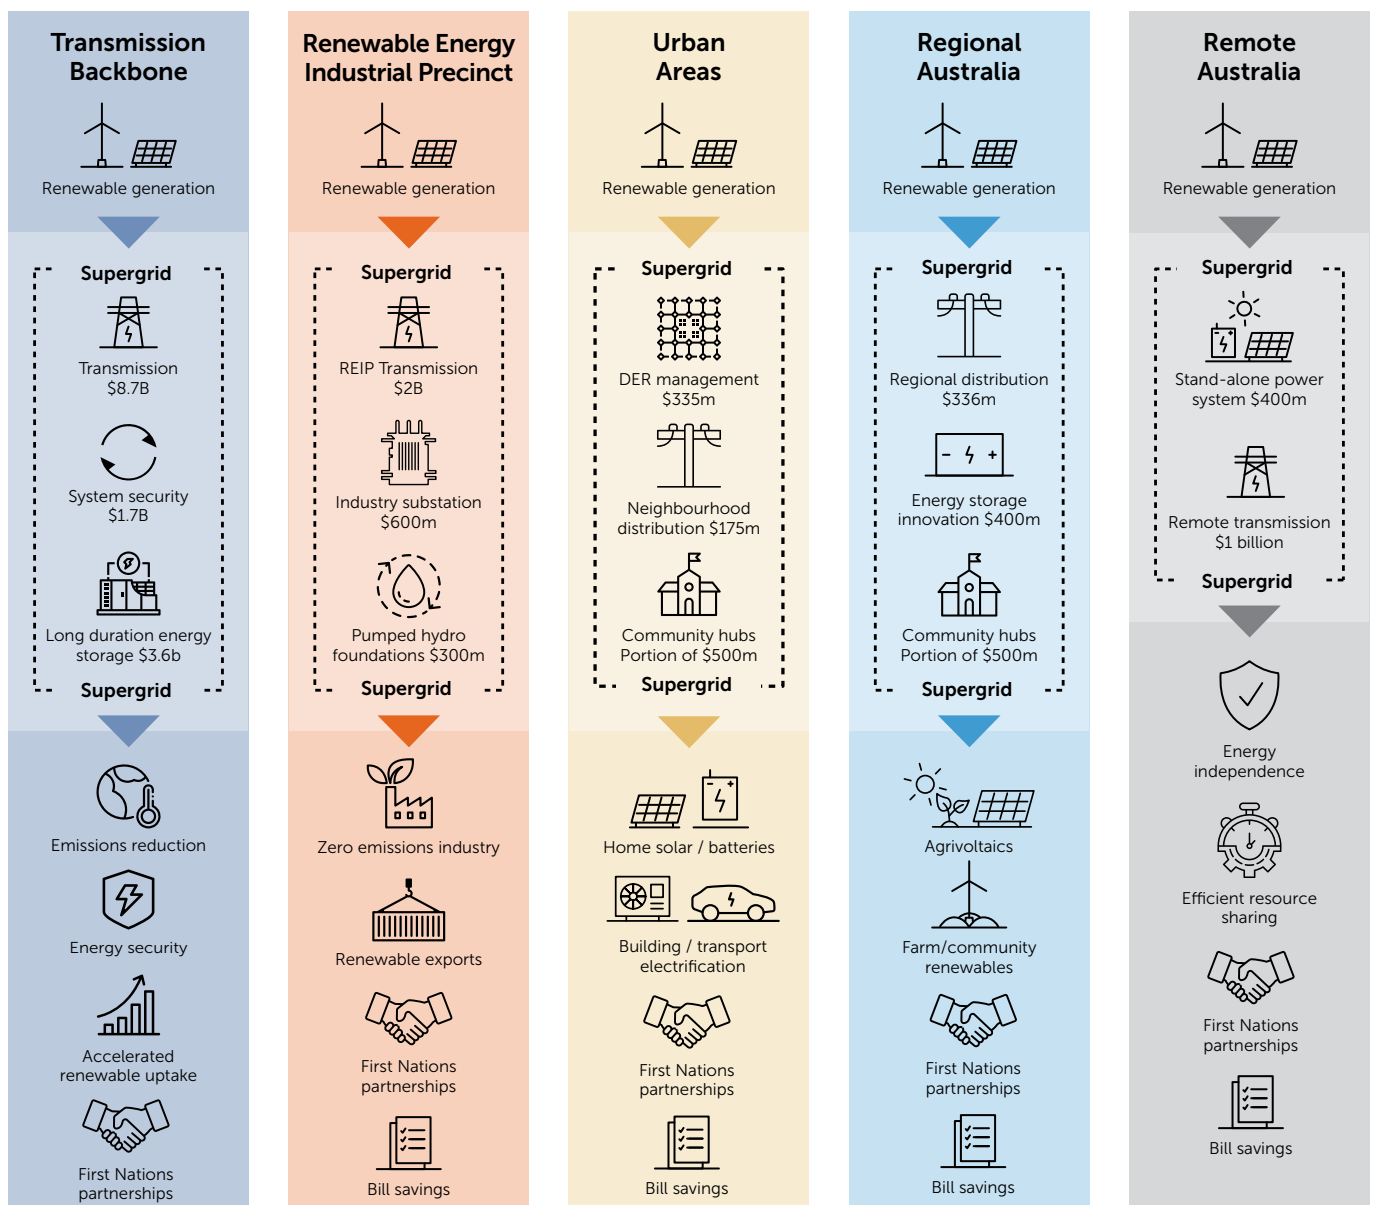 Transmission
Backbone
Renewable generation
Supergrid
Transmission
$8.7B
System security
$1.7B
Long duration energy
storage $3.6b
Supergrid
Emissions reduction
Energy security
Accelerated
renewable uptake
First Nations
partnerships
Renewable Energy
Industrial Precinct
Renewable generation
Supergrid
REIP Transmission
$2B
Industry substation
$600m
Pumped hydro
foundations $300m
Supergrid
Zero emissions industry
Renewable exports
First Nations
partnerships
Bill savings
Urban
Areas
Renewable generation
Supergrid
DER management
$335m
Neighbourhood
distribution $175m
Community hubs
Portion of $500m
Supergrid
Home solar / batteries
Building / transport
electrification
First Nations
partnerships
Bill savings
Regional
Australia
Renewable generation
Supergrid
Regional distribution
$336m
Energy storage
innovation $400m
Community hubs
Portion of $500m
Supergrid
Agrivoltaics
Farm/community
renewables
First Nations
partnerships
Bill savings
Remote
Australia
Renewable generation
Supergrid
Stand-alone power
system $400m
Remote transmission
$1 billion
Supergrid
Energy
independence
Efficient resource
sharing
First Nations
partnerships
Bill savings